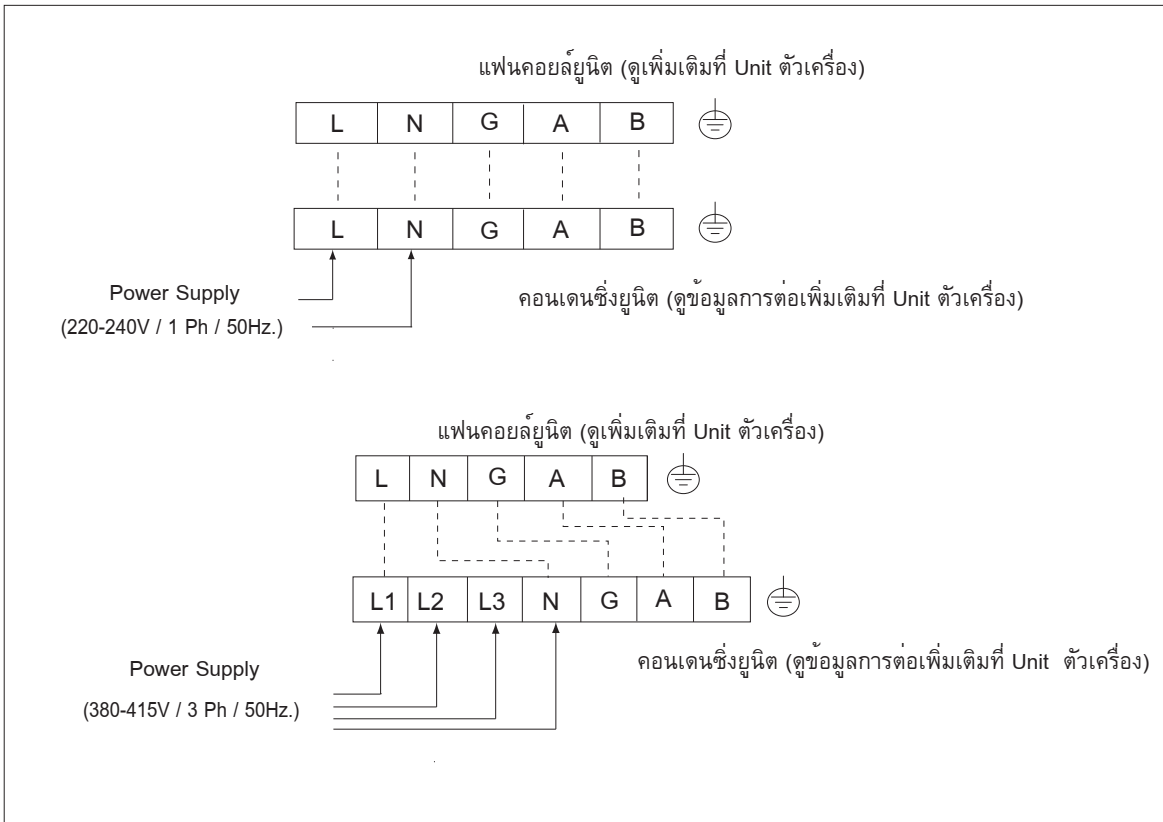 แฟนคอยล์ยูนิต (ดูเพิ่มเติมที่ Unit ตัวเครื่อง)
L N G A B
L N G A B
Power Supply
(220-240V / 1 Ph / 50Hz.)
คอนเดนซิ่งยูนิต (ดูข้อมูลการต่อเพิ่มเติมที่ Unit ตัวเครื่อง)
แฟนคอยล์ยูนิต (ดูเพิ่มเติมที่ Unit ตัวเครื่อง)
L N G A B
L1 L2 L3 N G A B
Power Supply
(380-415V / 3 Ph / 50Hz.)
คอนเดนซิ่งยูนิต (ดูข้อมูลการต่อเพิ่มเติมที่ Unit ตัวเครื่อง)